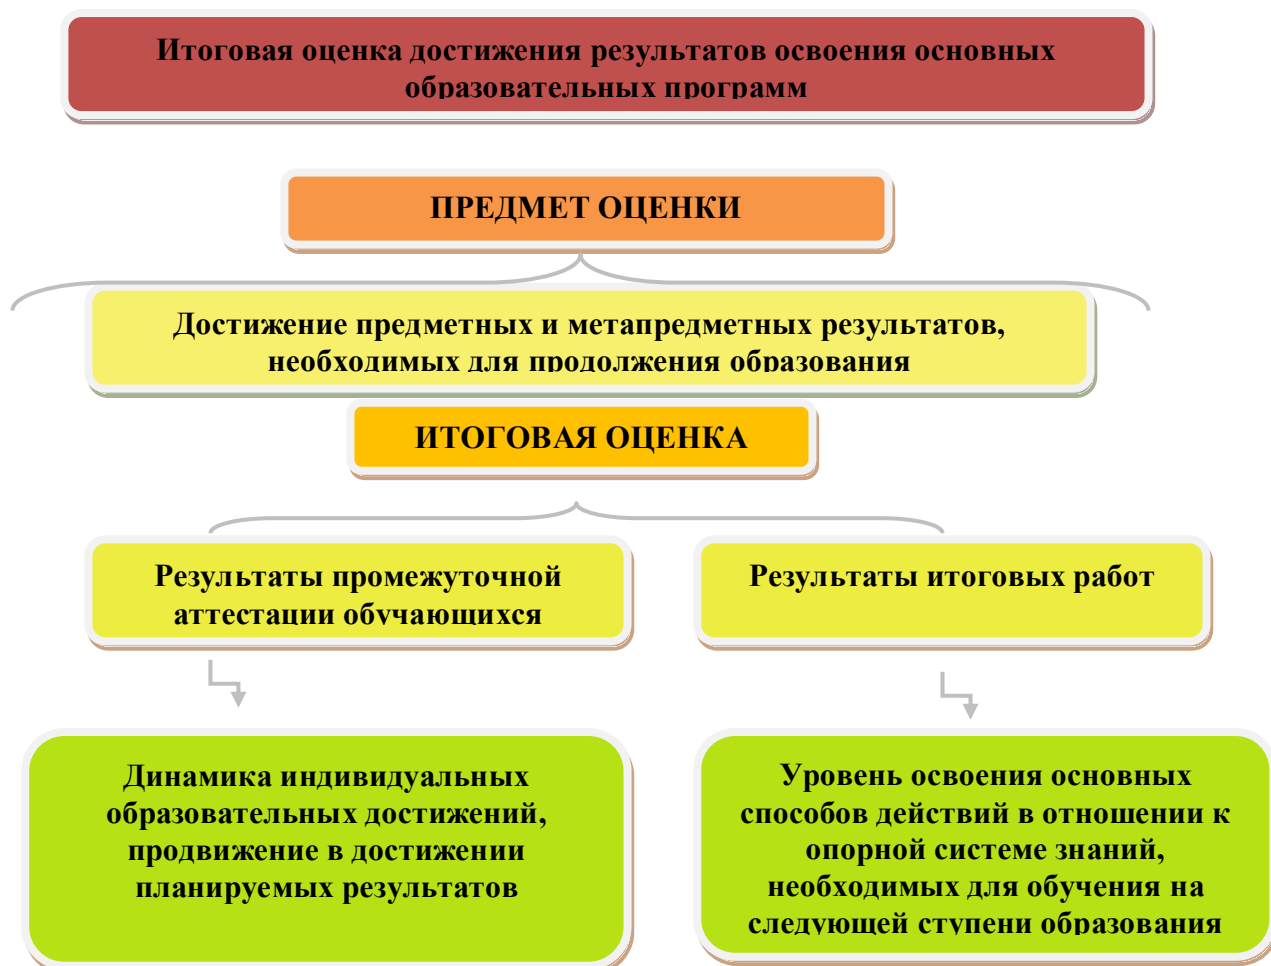 Итоговая оценка достижения результатов освоения основных
образовательных программ
ПРЕДМЕТ ОЦЕНКИ
Достижение предметных и метапредметных результатов,
необходимых для продолжения образования
ИТОГОВАЯ ОЦЕНКА
Результаты промежуточной
аттестации обучающихся
Результаты итоговых работ
Динамика индивидуальных
образовательных достижений,
продвижение в достижении
планируемых результатов
Уровень освоения основных
способов действий в отношении к
опорной системе знаний,
необходимых для обучения на
следующей ступени образования